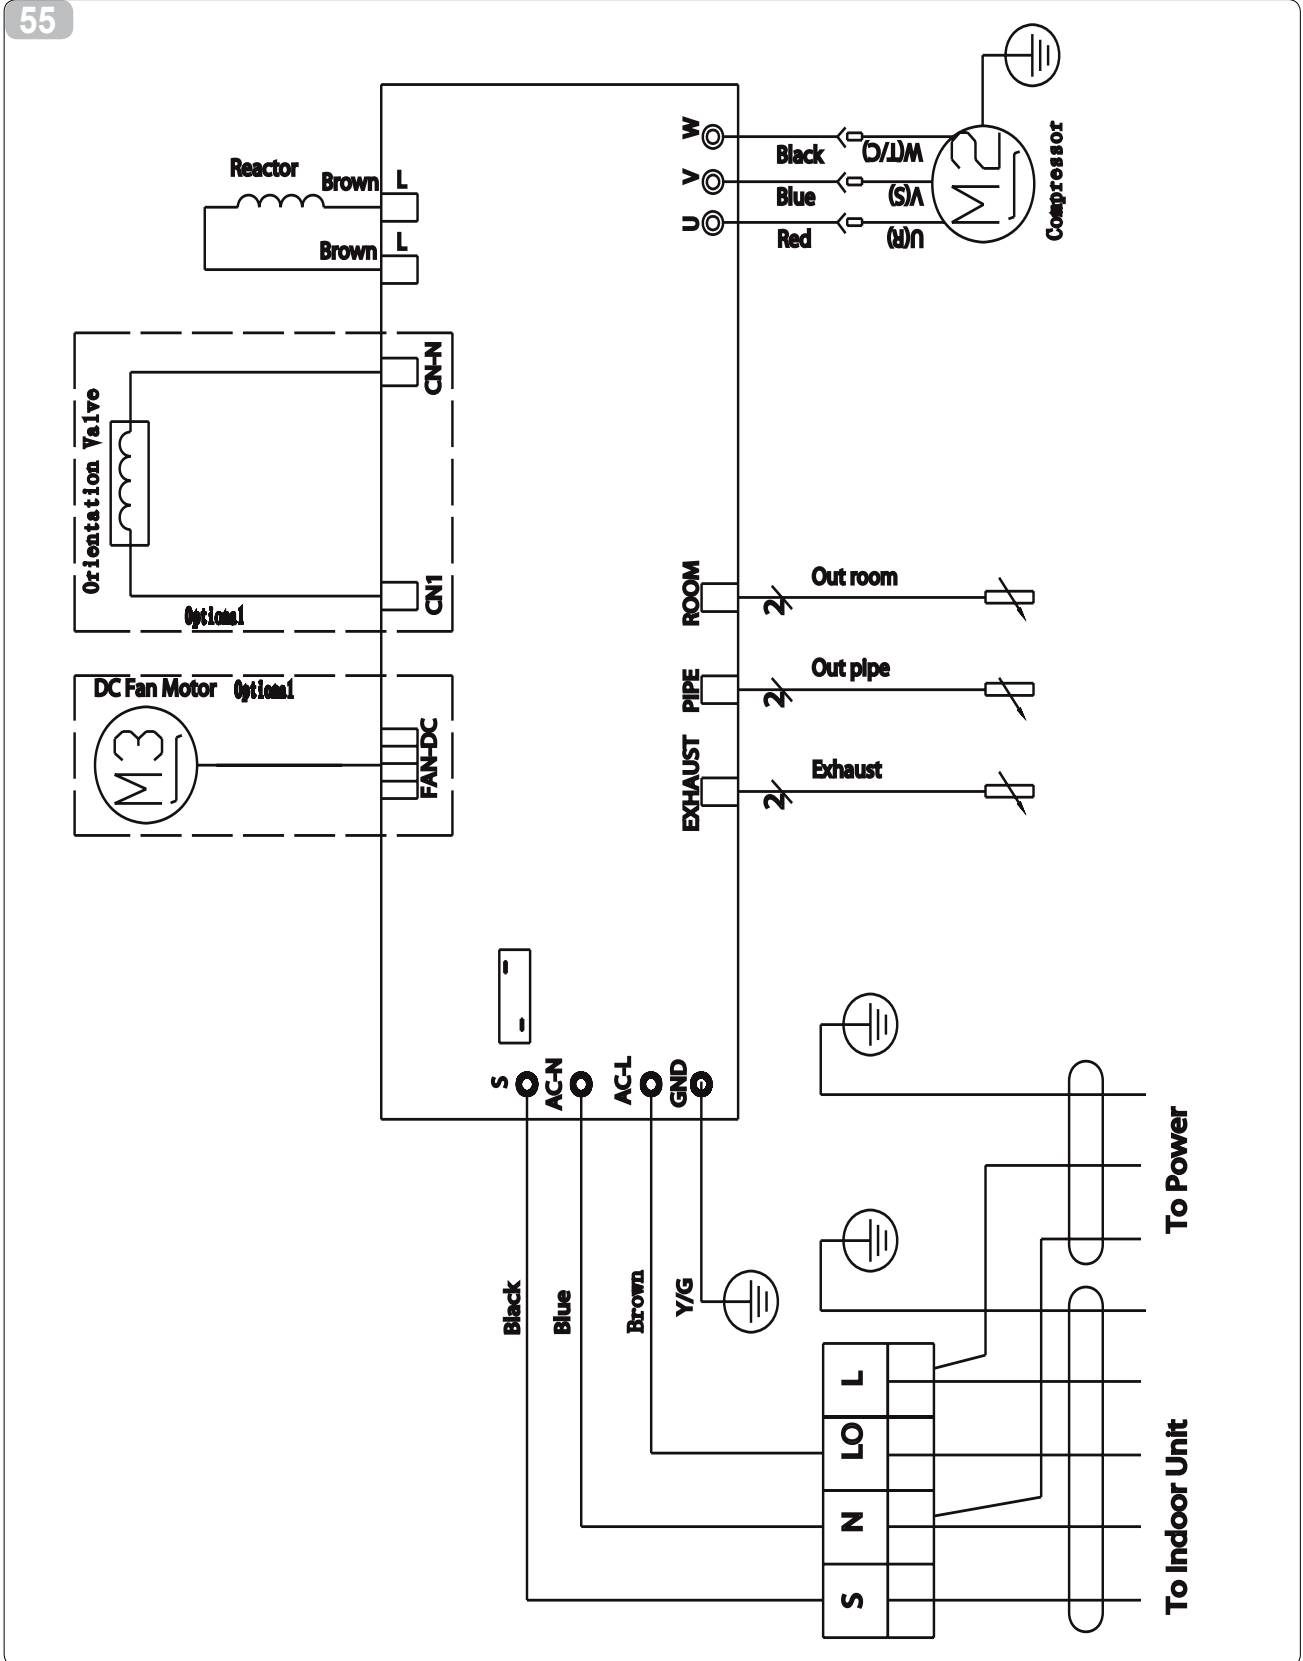 55
W
Black
W(T/C)
V
Blue
V(S)
U
Red
U(R)
M
3
Compressor
Reactor
Brown
L
Brown
L
CN-N
Orientation Valve
CN1
Optional
DC Fan Motor Optional
M 3
FAN-DC
ROOM
2
Out room
PIPE
2
Out pipe
EXHAUST
2
Exhaust
S
AC-N
AC-L
GND
Black
Blue
Brown
Y/G
To Power
L
LO
N
S
To Indoor Unit